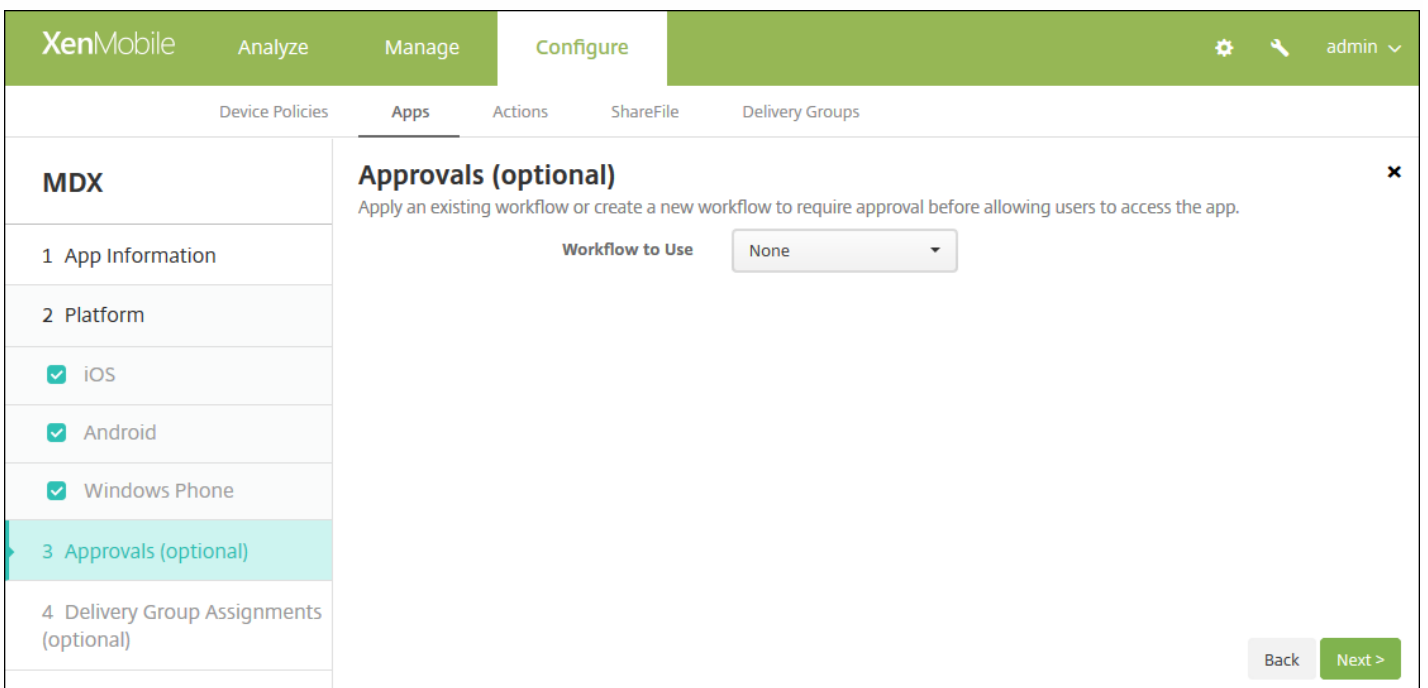 XenMobile Analyze Manage Configure admin
Device Policies Apps Actions ShareFile Delivery Groups
MDX
1 App Information
2 Platform
iOS
Android
Windows Phone
3 Approvals (optional)
4 Delivery Group Assignments
(optional)
Approvals (optional)
Apply an existing workflow or create a new workflow to require approval before allowing users to access the app.
Workflow to Use None
Back Next >